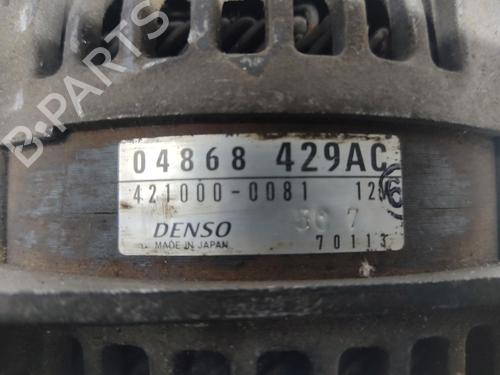 B-PARTS
04868 429AC
421000-0081 12V
DENSO
MADE IN JAPAN
70113